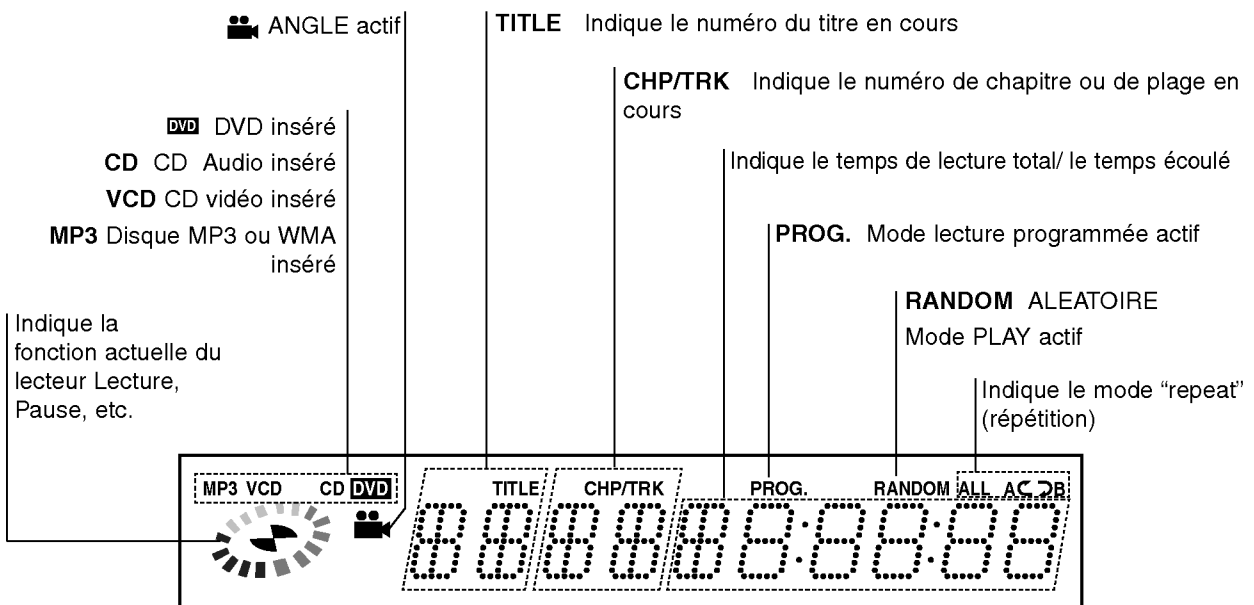 ANGLE actif
TITLE Indique le numéro du titre en cours
CHP/TRK Indique le numéro de chapitre ou de plage en
cours
DVD DVD inséré
CD CD Audio inséré
VCD CD vidéo inséré
MP3 Disque MP3 ou WMA
inséré
Indique le temps de lecture total/ le temps écoulé
PROG. Mode lecture programmée actif
RANDOM ALEATOIRE
Mode PLAY actif
Indique la
fonction actuelle du
lecteur Lecture,
Pause, etc.
Indique le mode “repeat”
(répétition)
MP3 VCD CD DVD TITLE CHP/TRK PROG. RANDOM ALL A B